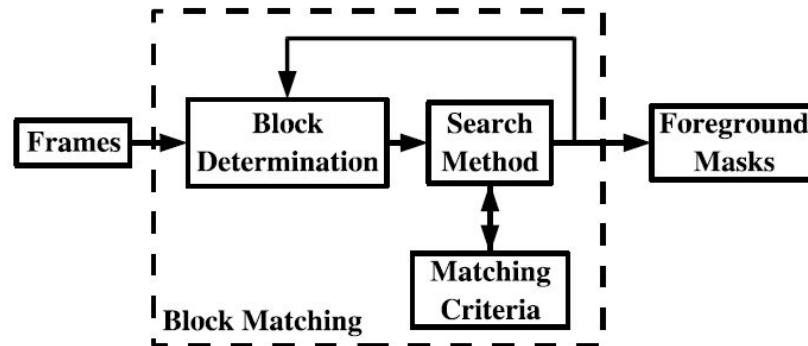 Frames
Block
Determination
Search
Method
Foreground
Masks
Matching
Criteria
Block Matching